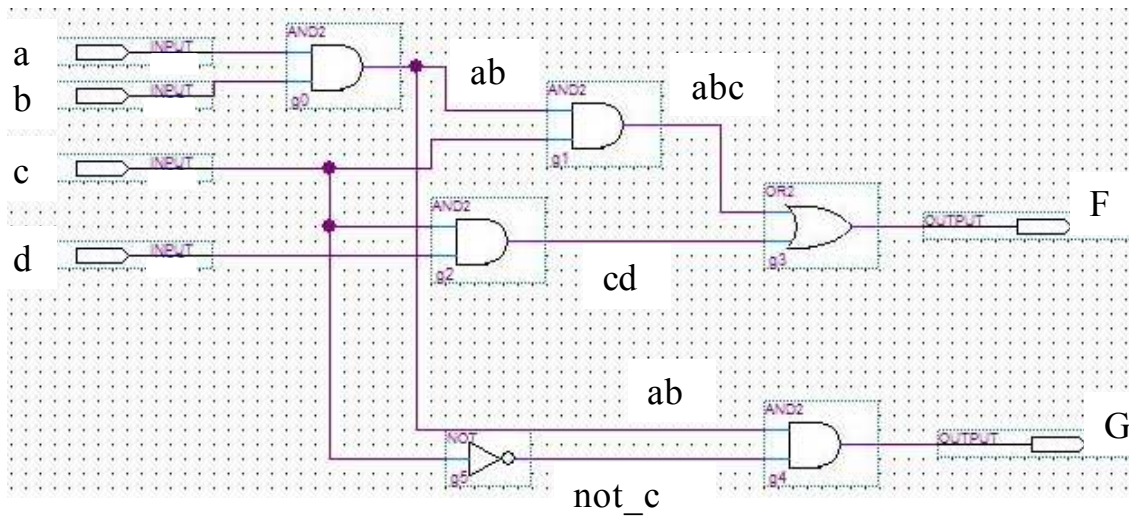 a
INPUT
AND2
g0
b
INPUT
ab
AND2
g1
abc
c
INPUT
AND2
g2
OR2
g3
OUTPUT
F
d
INPUT
cd
ab
AND2
g4
OUTPUT
G
NOT
g5
not_c